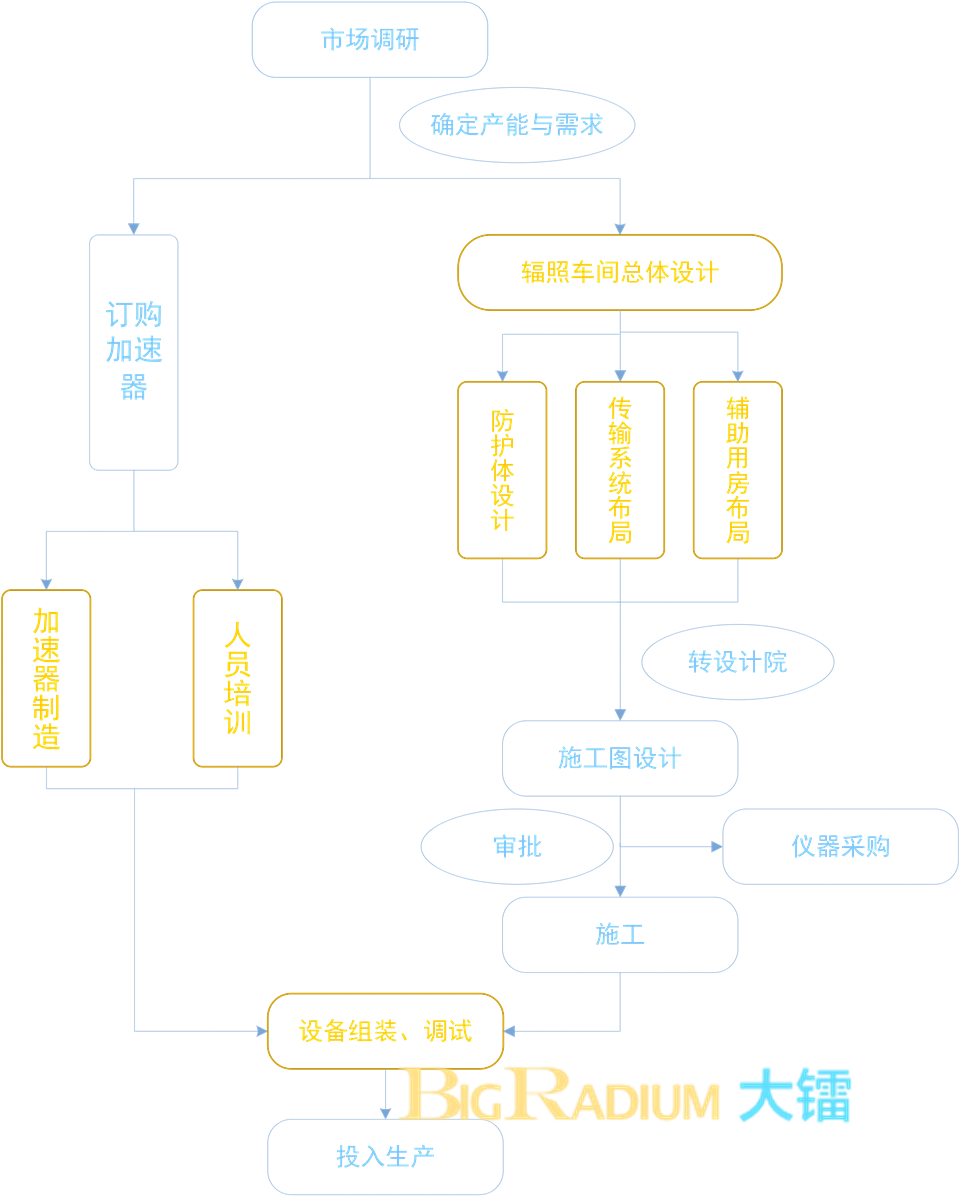 市场调研
确定产能与需求
辐照车间总体设计
订购
加速
器
防护体设计
传输系统布局
辅助用房布局
加速器制造
人员培训
转设计院
施工图设计
审批
仪器采购
施工
设备组装、调试
BIGRADIUM 大镭
投入生产